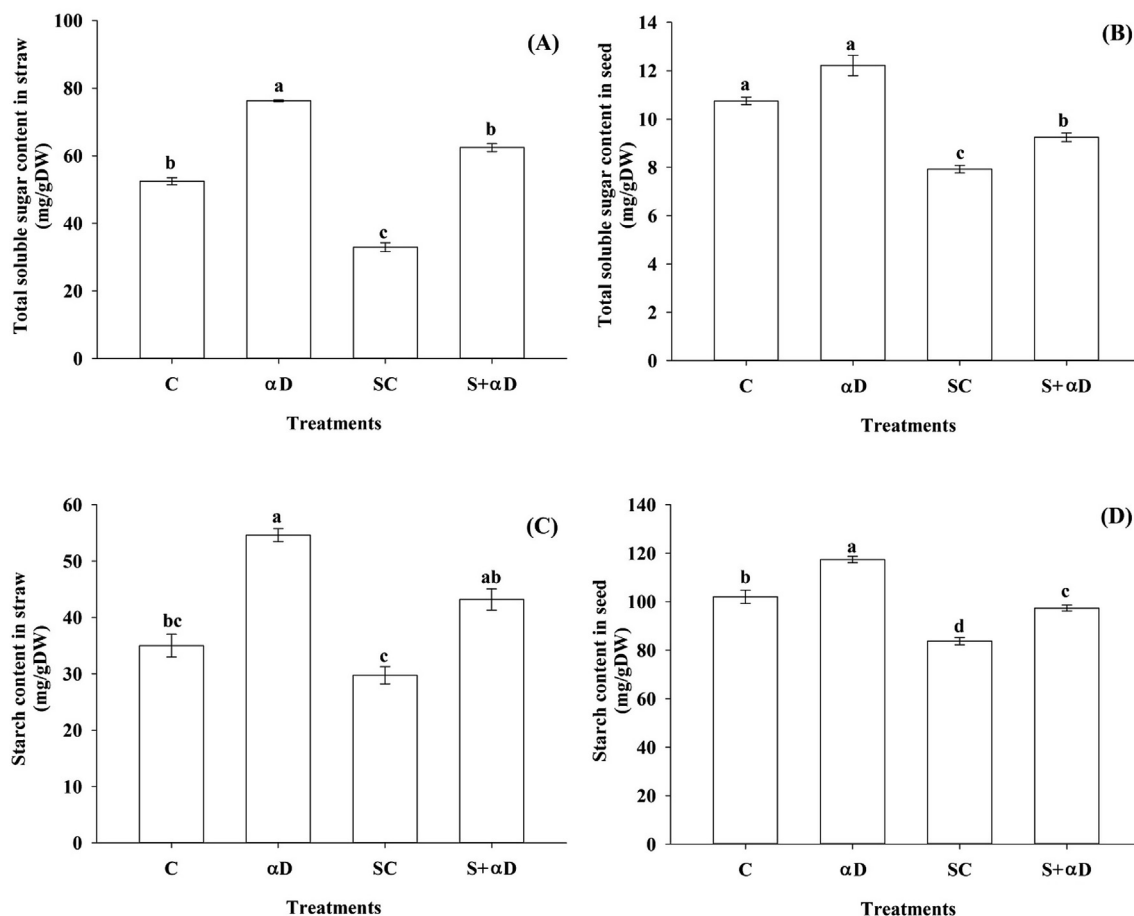 (A)
Total soluble sugar content in straw
(mg/gDW)
100
80
60
40
20
0
b
a
c
b
C αD SC S+αD
Treatments
(B)
Total soluble sugar content in seed
(mg/gDW)
14
12
10
8
6
4
2
0
a
a
c
b
C αD SC S+αD
Treatments
(C)
Starch content in straw
(mg/gDW)
60
50
40
30
20
10
0
bc
a
c
ab
C αD SC S+αD
Treatments
(D)
Starch content in seed
(mg/gDW)
140
120
100
80
60
40
20
0
b
a
d
c
C αD SC S+αD
Treatments